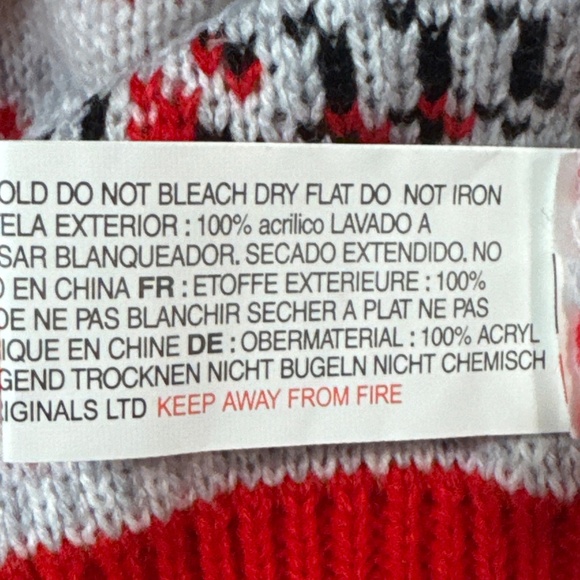 OLD DO NOT BLEACH DRY FLAT DO NOT IRON
ELA EXTERIOR : 100% acrilico LAVADO A
SAR BLANQUEADOR. SECADO EXTENDIDO. NO
O EN CHINA FR : ETOFFE EXTERIEURE : 100%
DE NE PAS BLANCHIR SECHER A PLAT NE PAS
IQUE EN CHINE DE : OBERMATERIAL : 100% ACRYL
GEND TROCKNEN NICHT BUGELN NICHT CHEMISCH
IGINALS LTD KEEP AWAY FROM FIRE